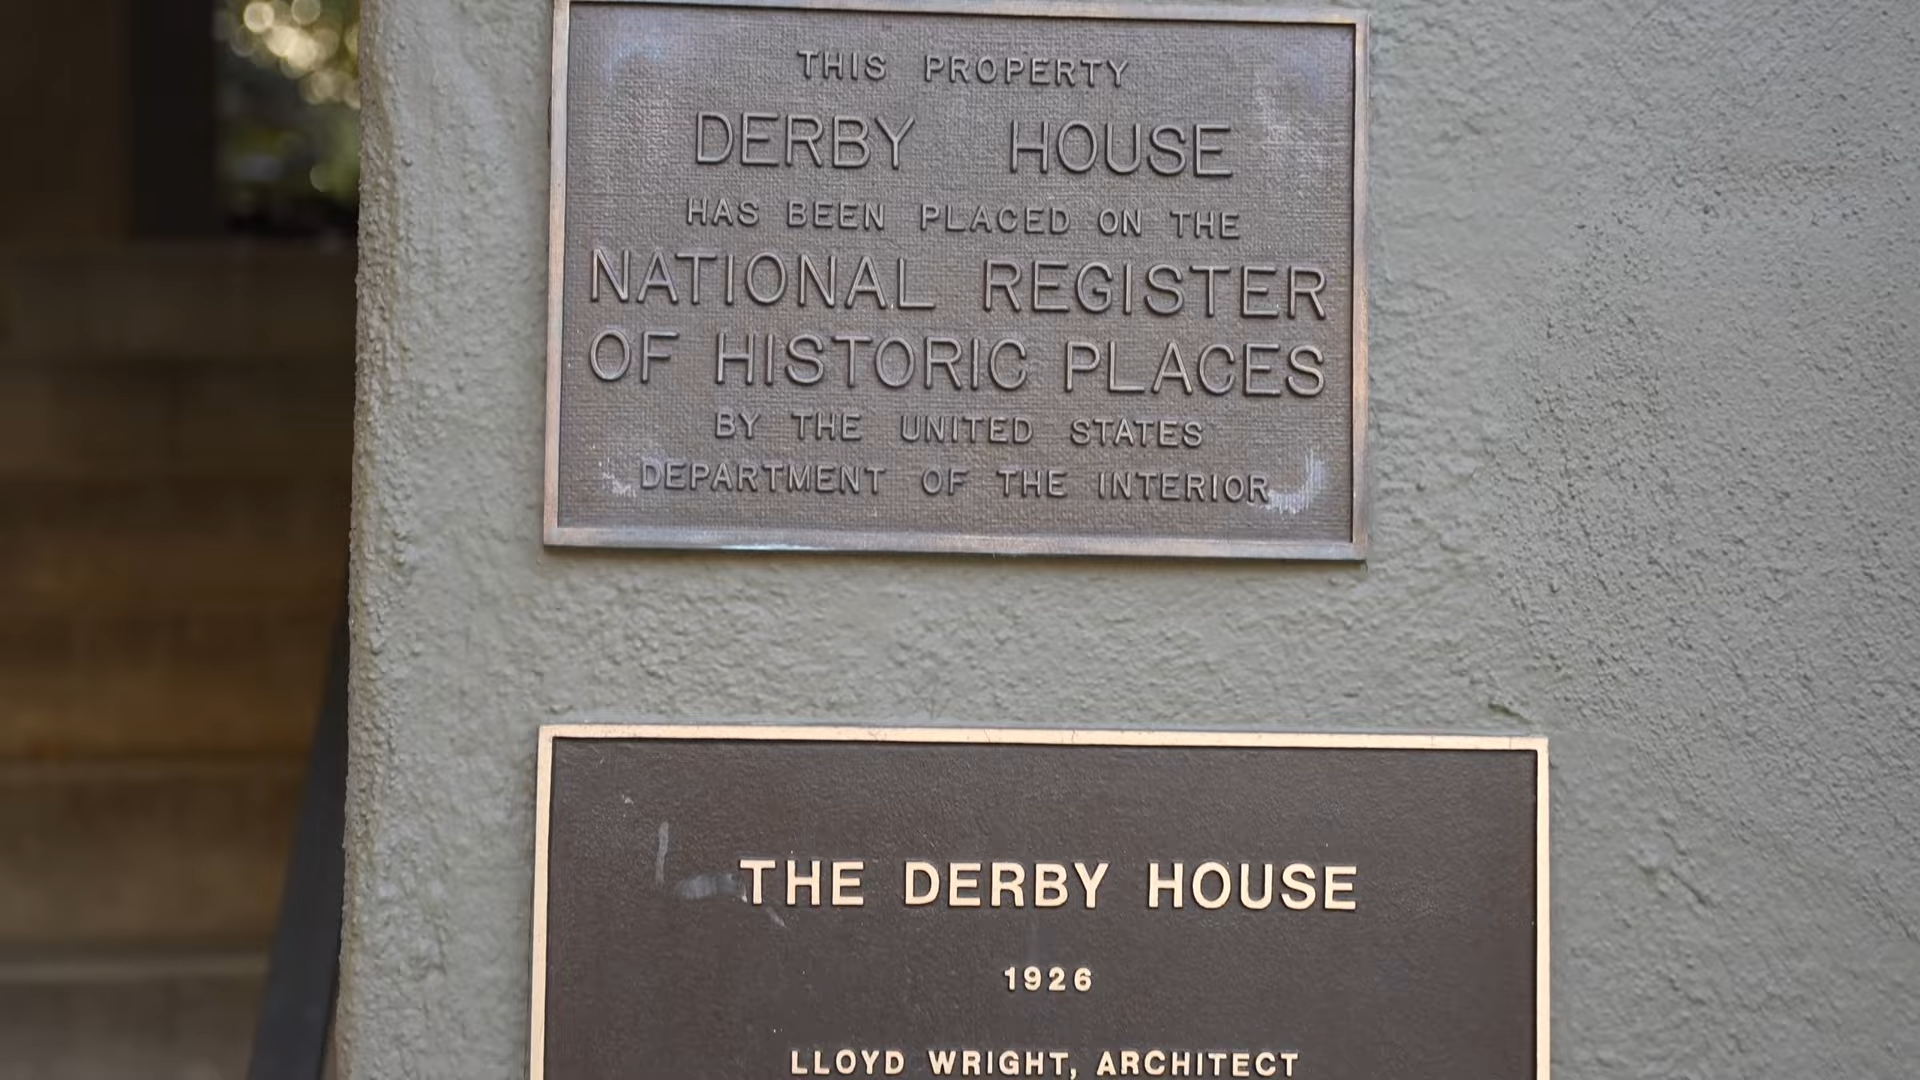 THIS PROPERTY
DERBY HOUSE
HAS BEEN PLACED ON THE
NATIONAL REGISTER
OF HISTORIC PLACES
BY THE UNITED STATES
DEPARTMENT OF THE INTERIOR
THE DERBY HOUSE
1926
LLOYD WRIGHT, ARCHITECT